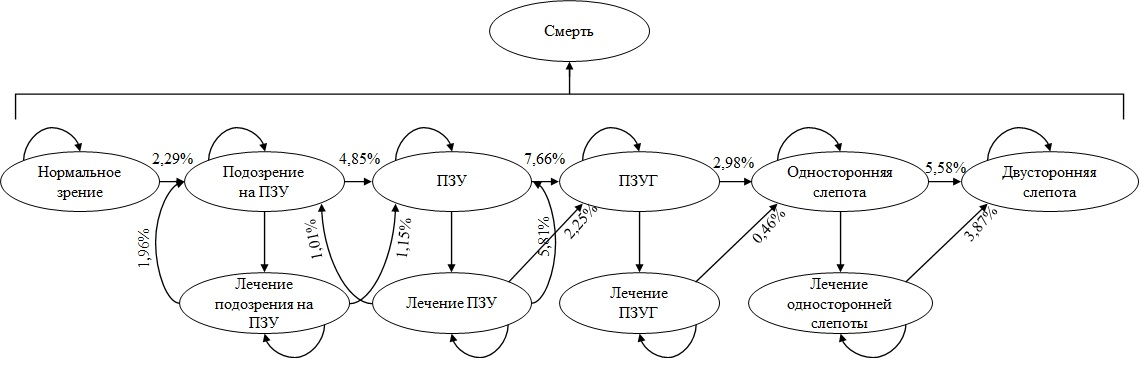 Смерть
2,29%
4,85%
7,66%
2,98%
5,58%
Нормальное
зрение
Подозрение
на ПЗУ
ПЗУ
ПЗУГ
Односторонняя
слепота
Двусторонняя
слепота
1,96%
1,01%
1,15%
5,81%
2,25%
0,46%
3,87%
Лечение
подозрения на
ПЗУ
Лечение ПЗУ
Лечение
ПЗУГ
Лечение
односторонней
слепоты